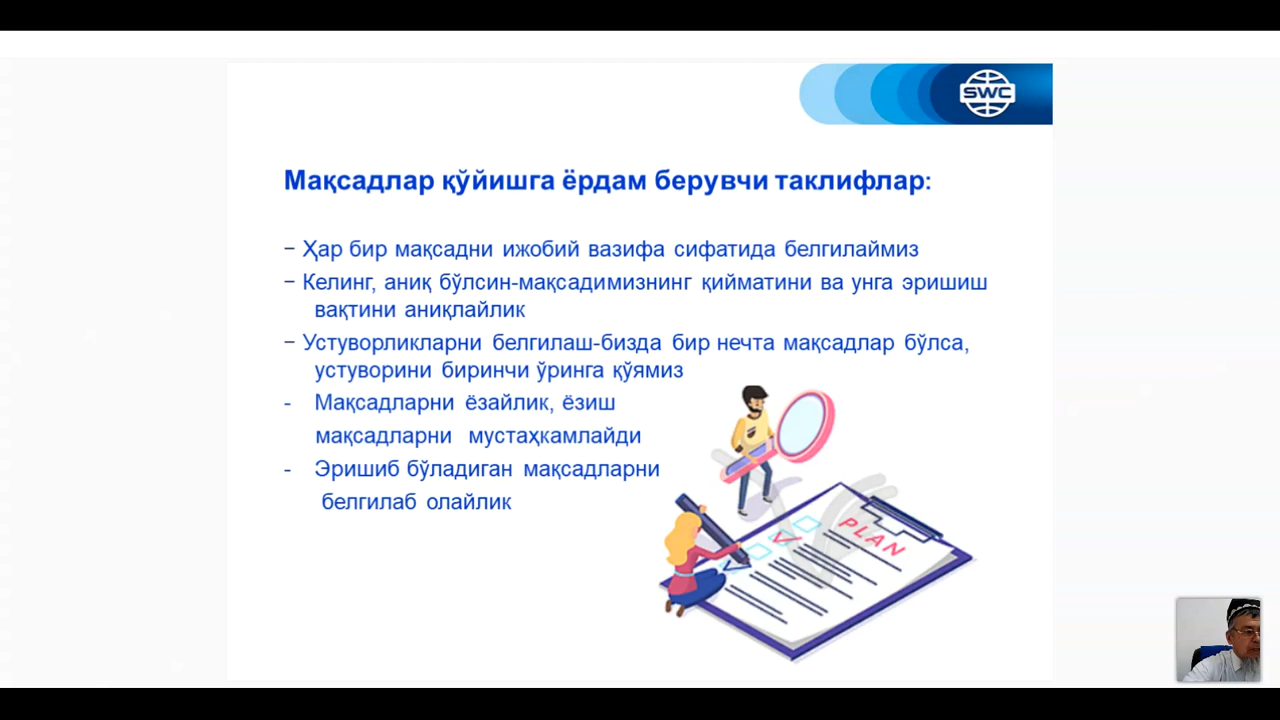 SWC
Мақсадлар қўйишга ёрдам берувчи таклифлар:
− Ҳар бир мақсадни ижобий вазифа сифатида белгилаймиз
− Келинг, аниқ бўлсин-мақсадимизнинг қийматини ва унга эришиш
вақтини аниқлайлик
− Устуворликларни белгилаш-бизда бир нечта мақсадлар бўлса,
устуворини биринчи ўринга қўямиз
- Мақсадларни ёзайлик, ёзиш
мақсадларни мустаҳкамлайди
- Эришиб бўладиган мақсадларни
белгилаб олайлик
PLAN